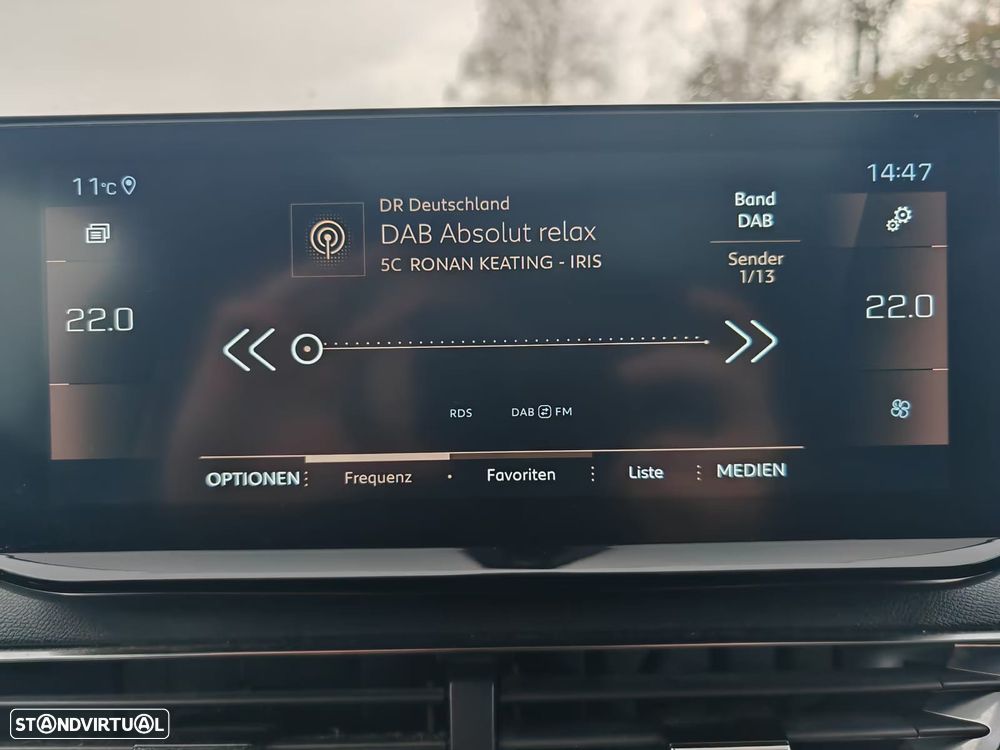 11°C
14:47
DR Deutschland
DAB Absolut relax
5C RONAN KEATING - IRIS
Band
DAB
Sender
1/13
22.0
22.0
RDS
DAB FM
OPTIONEN
Frequenz
Favoriten
Liste
MEDIEN
STANDVIRTUAL